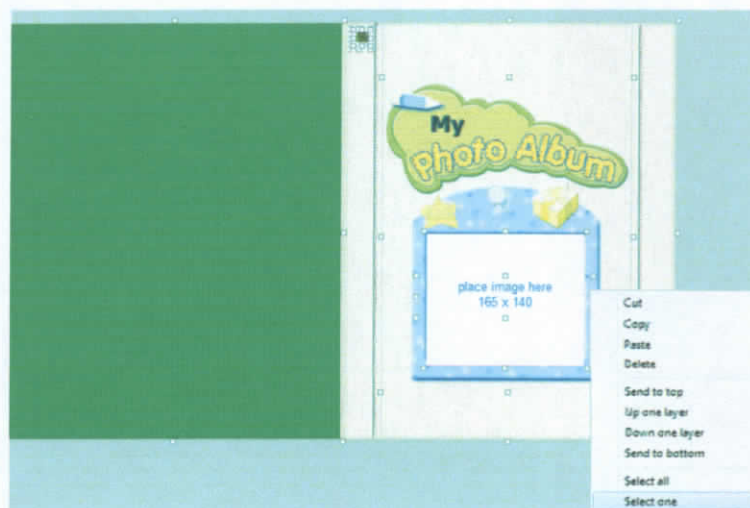 My
Photo Album
place image here
165 x 140
Cut
Copy
Paste
Delete
Send to top
Up one layer
Down one layer
Send to bottom
Select all
Select one